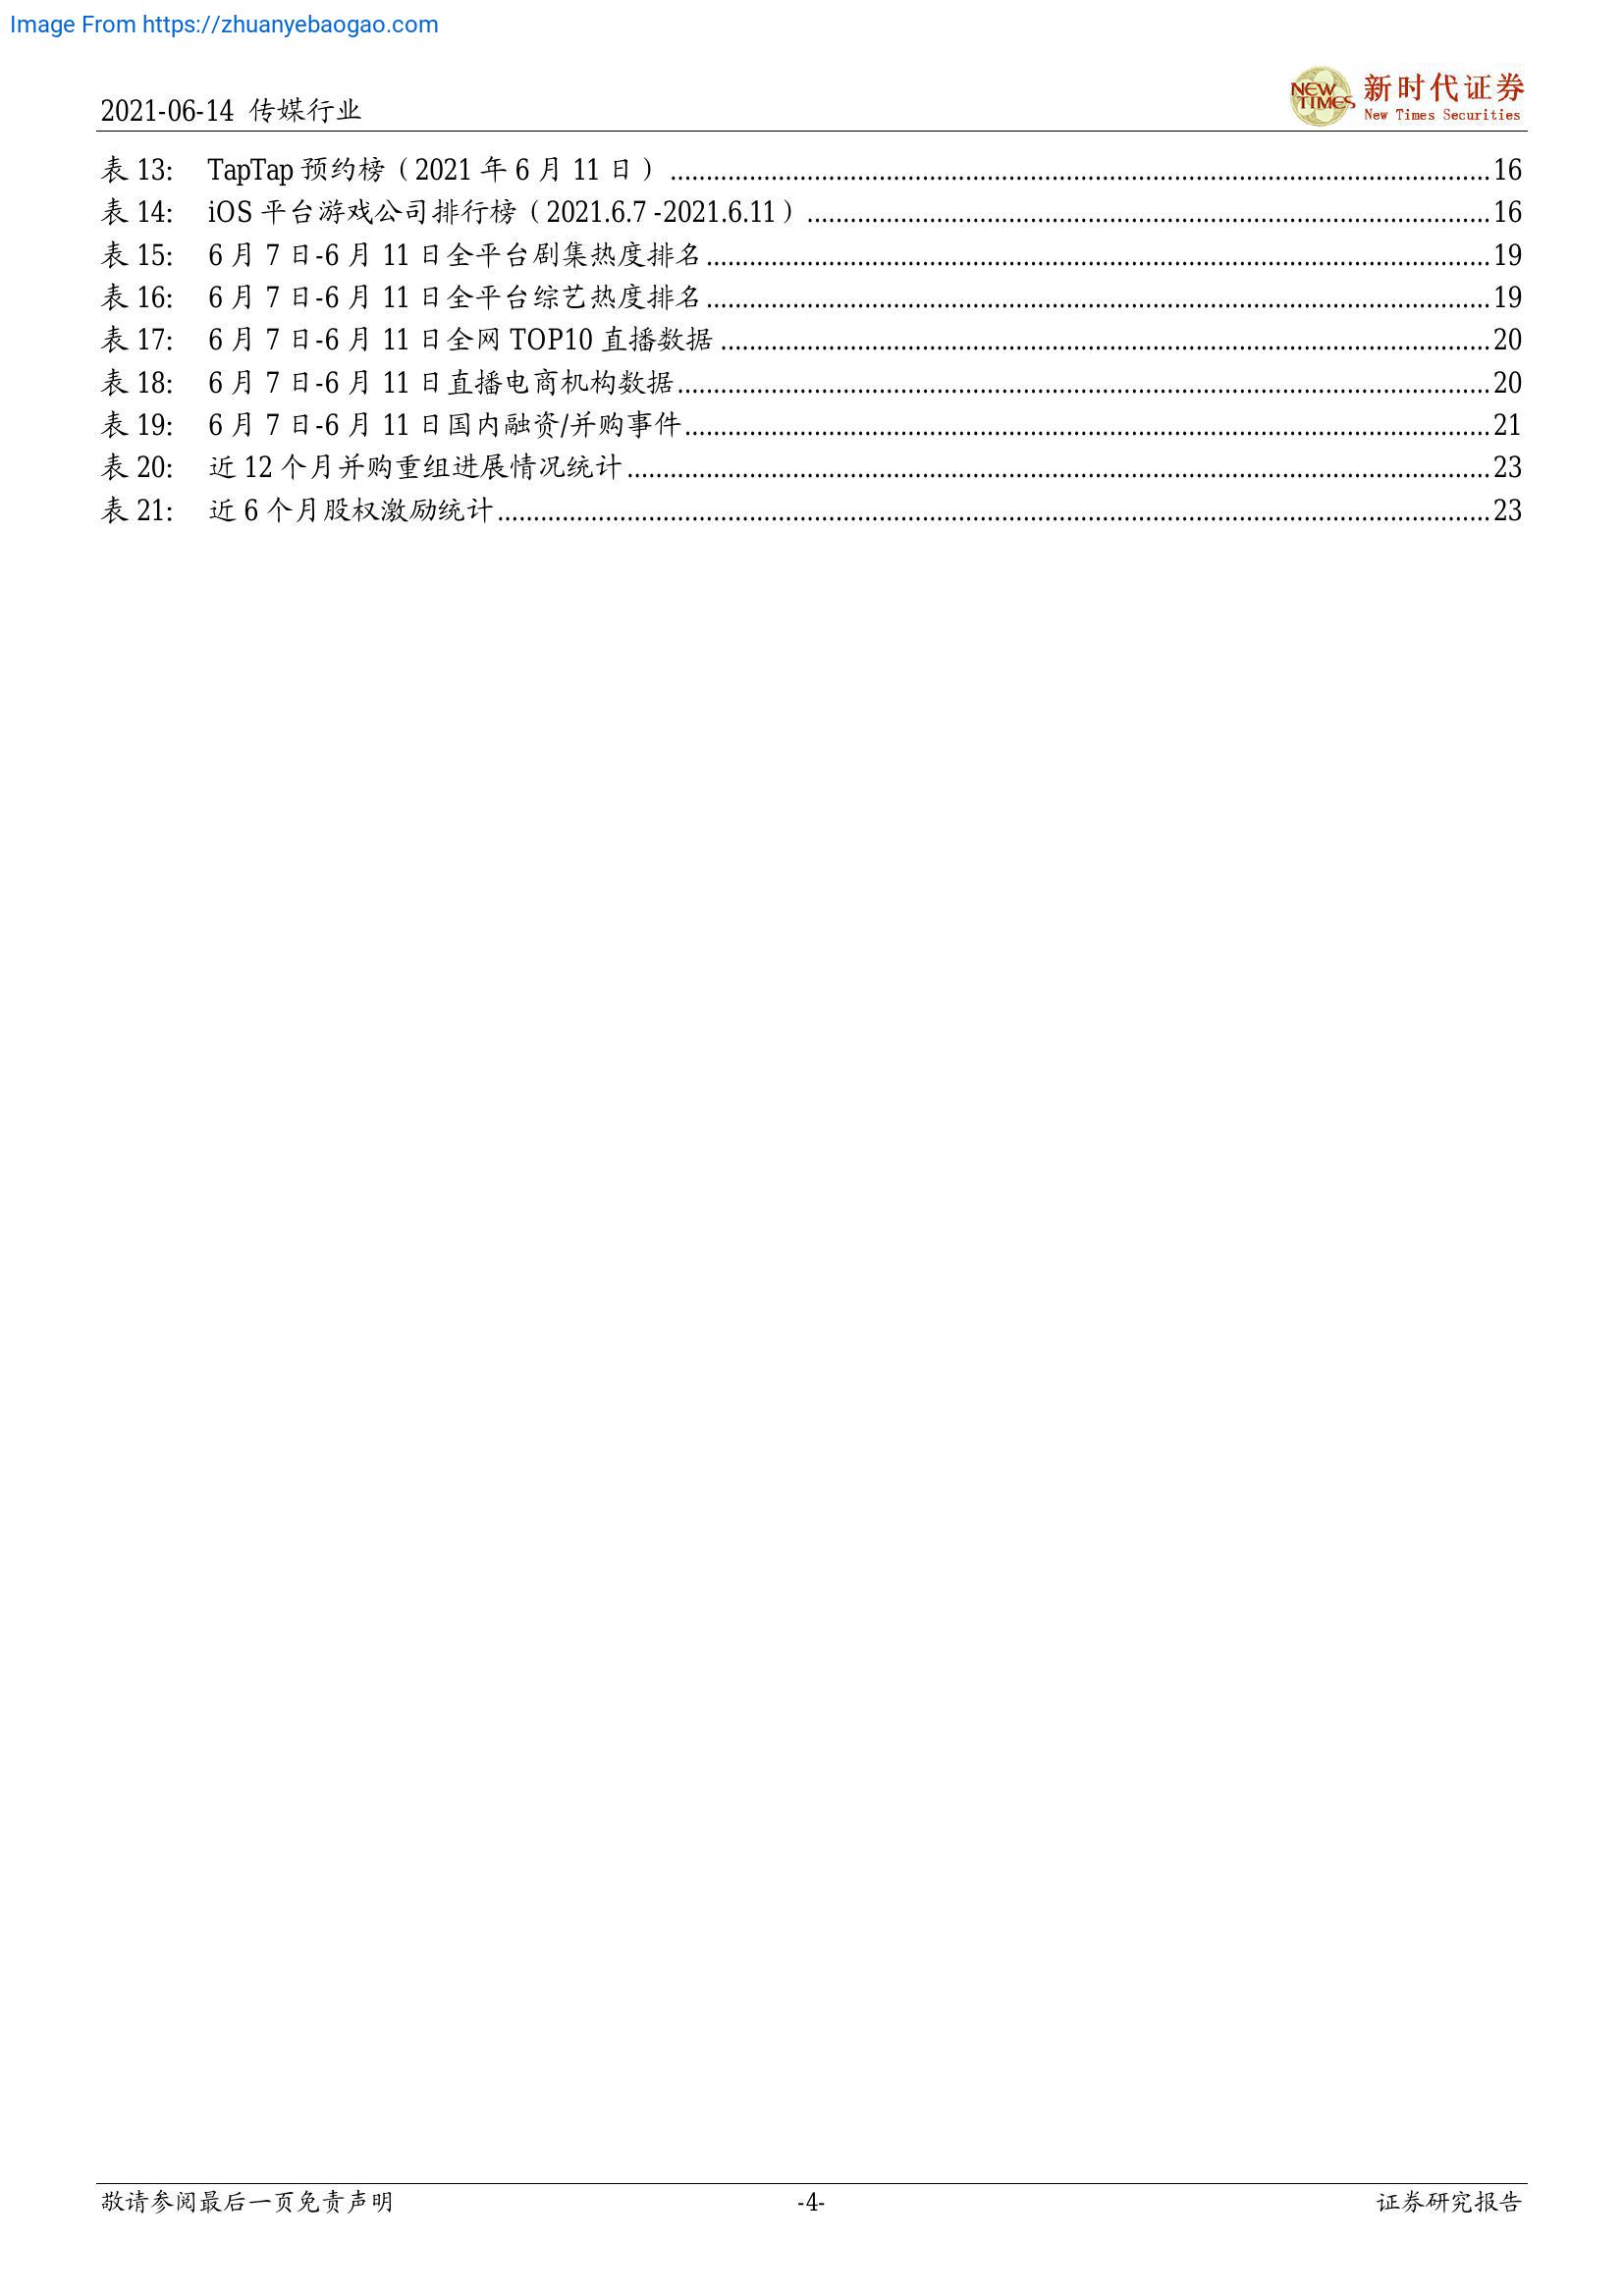 Image From https://zhuanyebaogao.com
2021-06-14 传媒行业
NEW TIMES 新时代证券
New Times Securities
表 13: TapTap 预约榜（2021 年 6 月 11 日）....................16
表 14: iOS 平台游戏公司排行榜（2021.6.7 -2021.6.11）....................16
表 15: 6 月 7 日-6 月 11 日全平台剧集热度排名....................19
表 16: 6 月 7 日-6 月 11 日全平台综艺热度排名....................19
表 17: 6 月 7 日-6 月 11 日全网 TOP10 直播数据....................20
表 18: 6 月 7 日-6 月 11 日直播电商机构数据....................20
表 19: 6 月 7 日-6 月 11 日国内融资/并购事件....................21
表 20: 近 12 个月并购重组进展情况统计....................23
表 21: 近 6 个月股权激励统计....................23
敬请参阅最后一页免责声明 -4- 证券研究报告